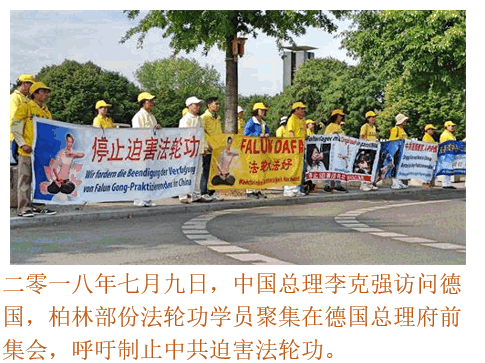 停止迫害法轮功
Wir fordern die Beendigung der Verfolgung
von Falun Gong-Praktizierenden in China
FALUN DAFA
法轮大法好
二零一八年七月九日，中国总理李克强访问德
国，柏林部份法轮功学员聚集在德国总理府前
集会，呼吁制止中共迫害法轮功。